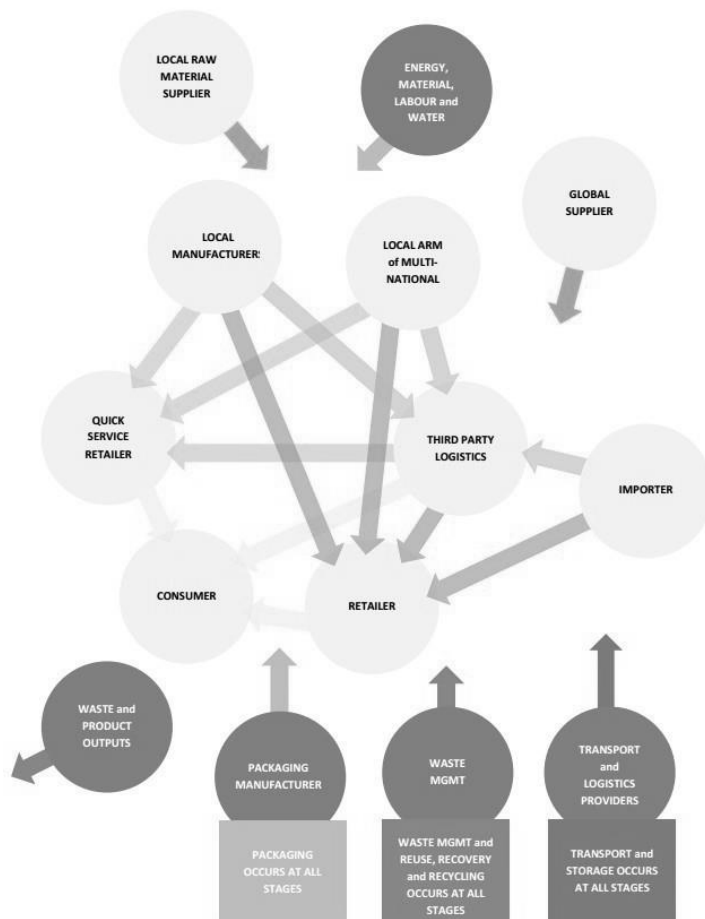 LOCAL RAW
MATERIAL
SUPPLIER
ENERGY,
MATERIAL,
LABOUR and
WATER
GLOBAL
SUPPLIER
LOCAL
MANUFACTURERS
LOCAL ARM
of MULTI-
NATIONAL
QUICK
SERVICE
RETAILER
THIRD PARTY
LOGISTICS
IMPORTER
CONSUMER
RETAILER
WASTE and
PRODUCT
OUTPUTS
PACKAGING
MANUFACTURER
WASTE
MGMT
TRANSPORT
and
LOGISTICS
PROVIDERS
PACKAGING
OCCURS AT ALL
STAGES
WASTE MGMT and
REUSE, RECOVERY
and RECYCLING
OCCURS AT ALL
STAGES
TRANSPORT and
STORAGE OCCURS
AT ALL STAGES